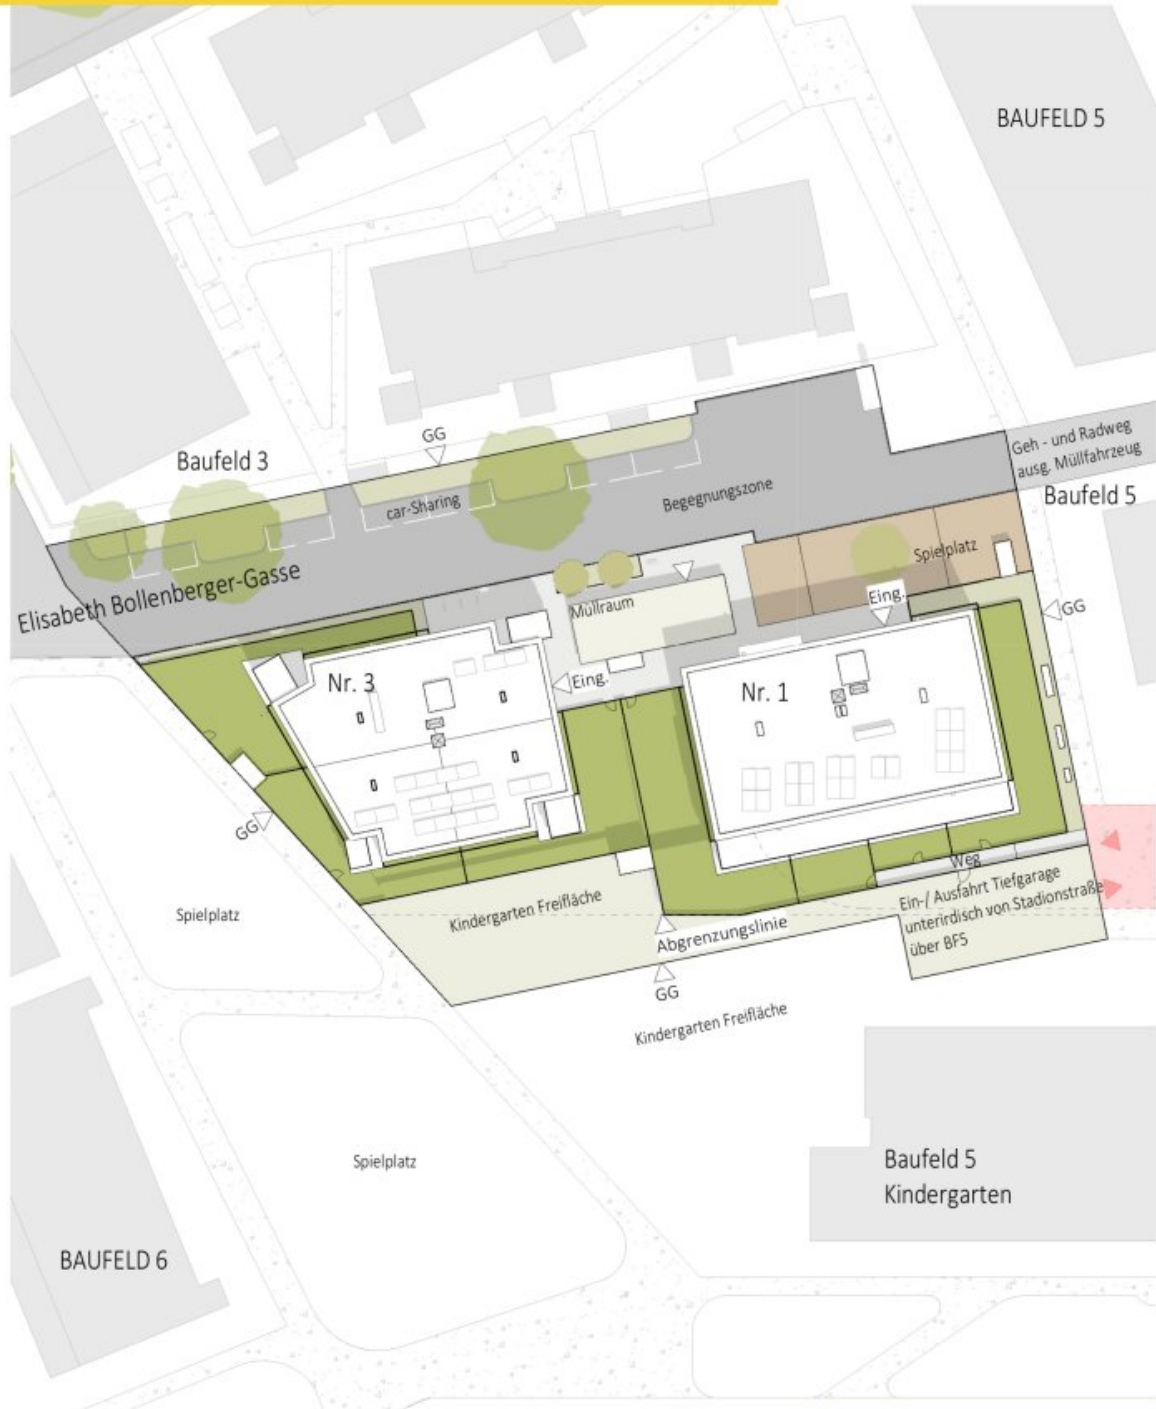 BAUFELD 5
GG
Baufeld 3
Geh - und Radweg
ausg. Müllfahrzeug
car-Sharing
Begegnungszone
Baufeld 5
Spielplatz
Elisabeth Bollenberger-Gasse
Müllraum
Eing.
GG
Nr. 3
Eing.
Nr. 1
GG
Weg
Ein-/ Ausfahrt Tiefgarage
unterirdisch von Stadionstraße
über BF5
Spielplatz
Kindergarten Freifläche
Abgrenzungslinie
GG
Kindergarten Freifläche
Spielplatz
Baufeld 5
Kindergarten
BAUFELD 6